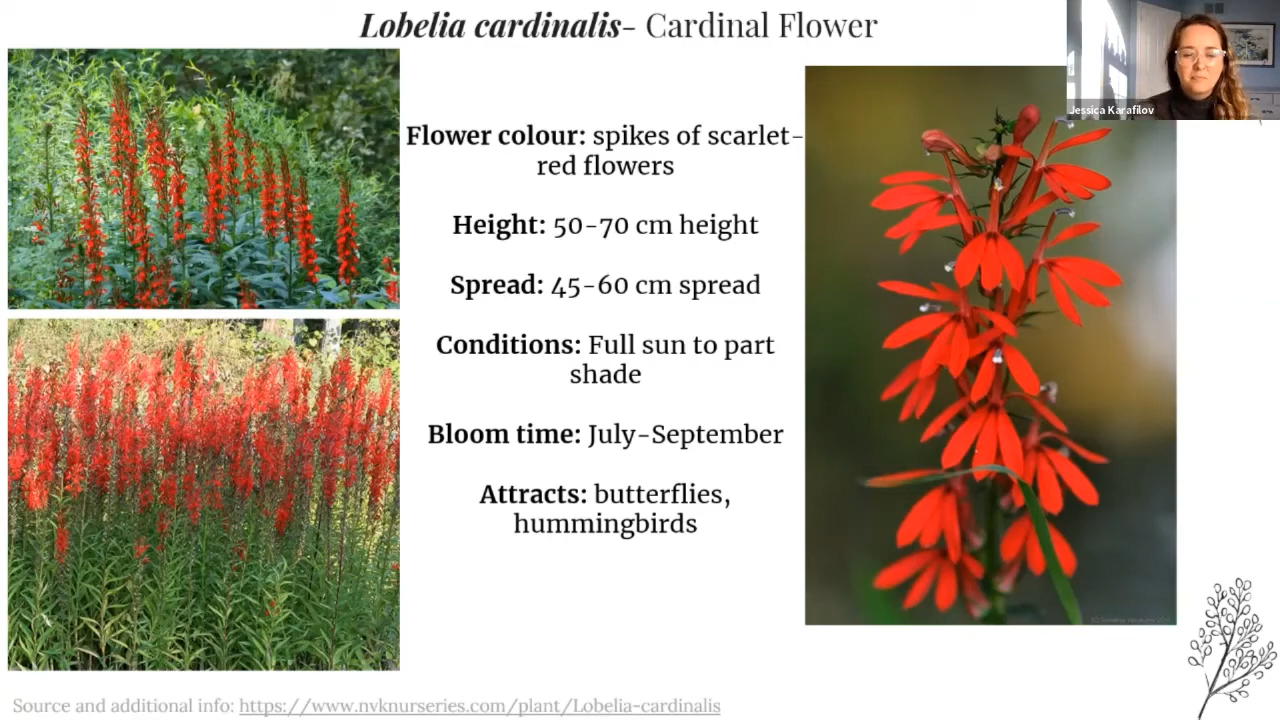 Lobelia cardinalis- Cardinal Flower
Jessica Karafilov
Flower colour: spikes of scarlet-
red flowers
Height: 50-70 cm height
Spread: 45-60 cm spread
Conditions: Full sun to part
shade
Bloom time: July-September
Attracts: butterflies,
hummingbirds
Source and additional info: https://www.nvknurseries.com/plant/Lobelia-cardinalis